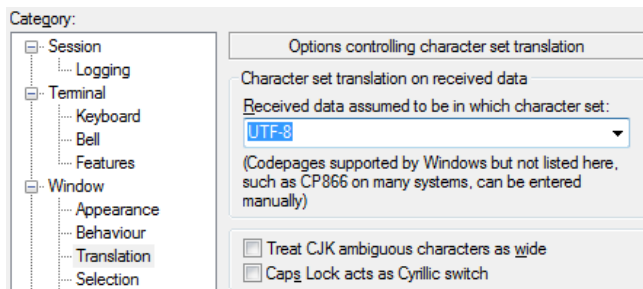 Category:
Session
Logging
Terminal
Keyboard
Bell
Features
Window
Appearance
Behaviour
Translation
Selection
Options controlling character set translation
Character set translation on received data
Received data assumed to be in which character set:
UTF-8
(Codepages supported by Windows but not listed here,
such as CP866 on many systems, can be entered
manually)
Treat CJK ambiguous characters as wide
Caps Lock acts as Cyrillic switch